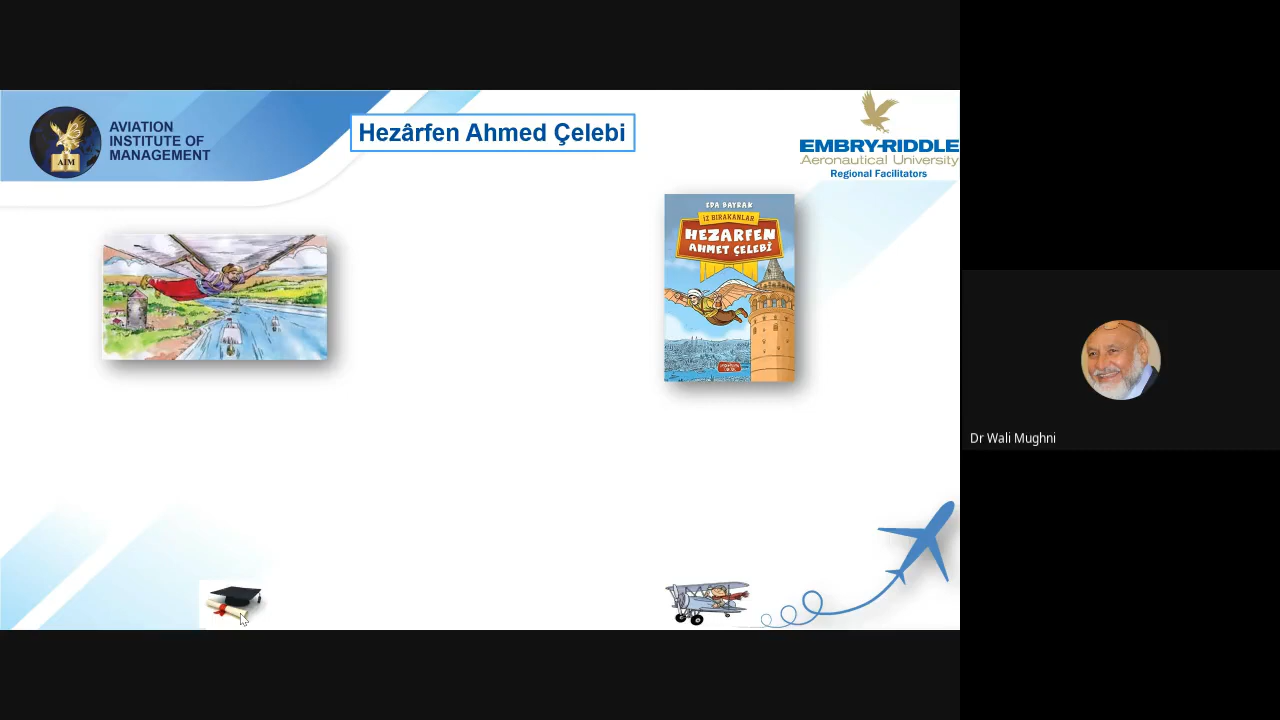 AVIATION
INSTITUTE OF
MANAGEMENT
AIM
Hezârfen Ahmed Çelebi
EMBRY-RIDDLE
Aeronautical University
Regional Facilitators
EDA BAYRAK
İZ BIRAKANLAR
HEZARFEN
AHMET ÇELEBİ
Dr Wali Mughni